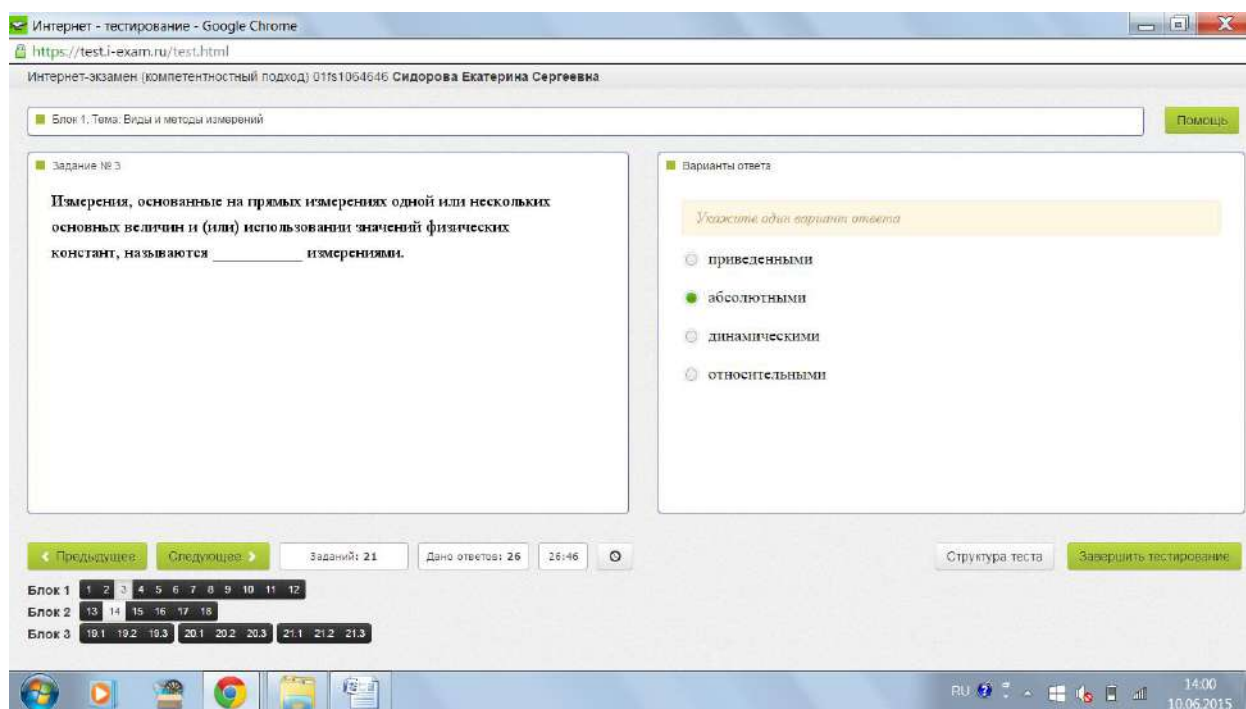 Интернет - тестирование - Google Chrome
https://test.i-exam.ru/test.html
Интернет-экзамен (компетентностный подход) 01fs1064646 Сидорова Екатерина Сергеевна
Блок 1. Тема: Виды и методы измерений
Помощь
Задание № 3
Измерения, основанные на прямых измерениях одной или нескольких
основных величин и (или) использовании значений физических
констант, называются ____________ измерениями.
Варианты ответа
Укажите один вариант ответа
приведенными
абсолютными
динамическими
относительными
Предыдущее
Следующее
Заданий: 21
Дано ответов: 26
26:46
Структура теста
Завершить тестирование
Блок 1 1 2 3 4 5 6 7 8 9 10 11 12
Блок 2 13 14 15 16 17 18
Блок 3 19.1 19.2 19.3 20.1 20.2 20.3 21.1 21.2 21.3
RU
14:00
10.06.2015